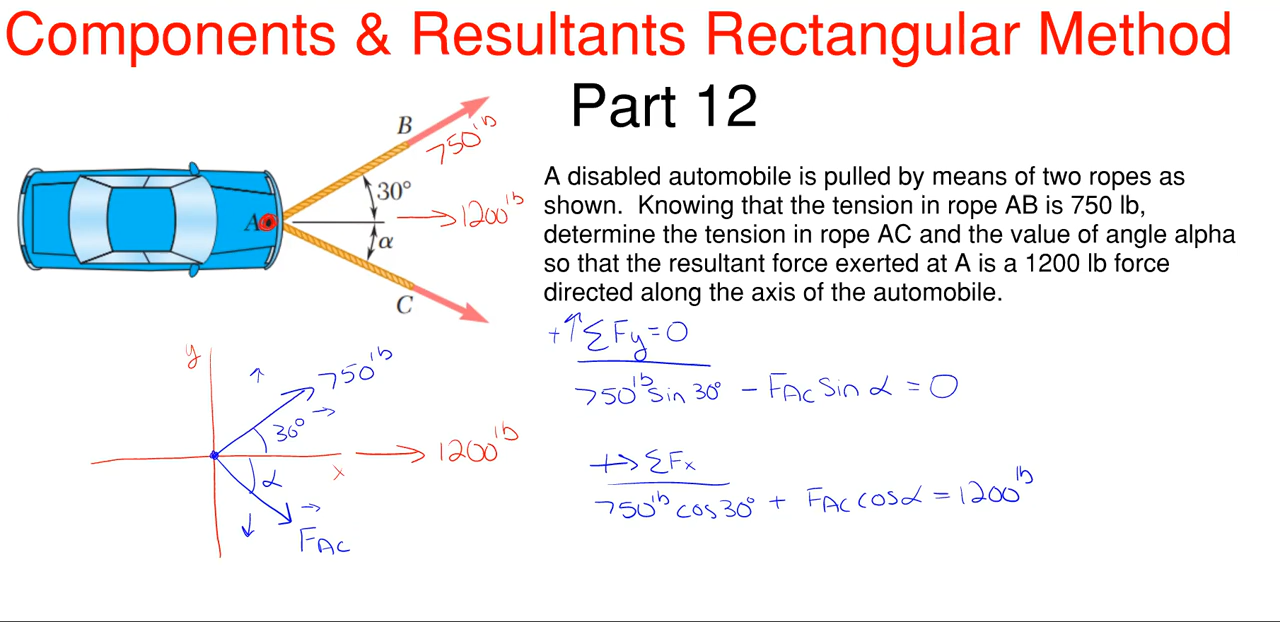 Components & Resultants Rectangular Method
Part 12
B
750 lb
30°
A
1200 lb
α
C
A disabled automobile is pulled by means of two ropes as
shown. Knowing that the tension in rope AB is 750 lb,
determine the tension in rope AC and the value of angle alpha
so that the resultant force exerted at A is a 1200 lb force
directed along the axis of the automobile.
+↑ ΣFy = 0
750 lb sin 30° - FAC Sin α = 0
+→ ΣFx
750 lb cos 30° + FAC cos α = 1200 lb
y
750 lb
30°
1200 lb
x
α
FAC